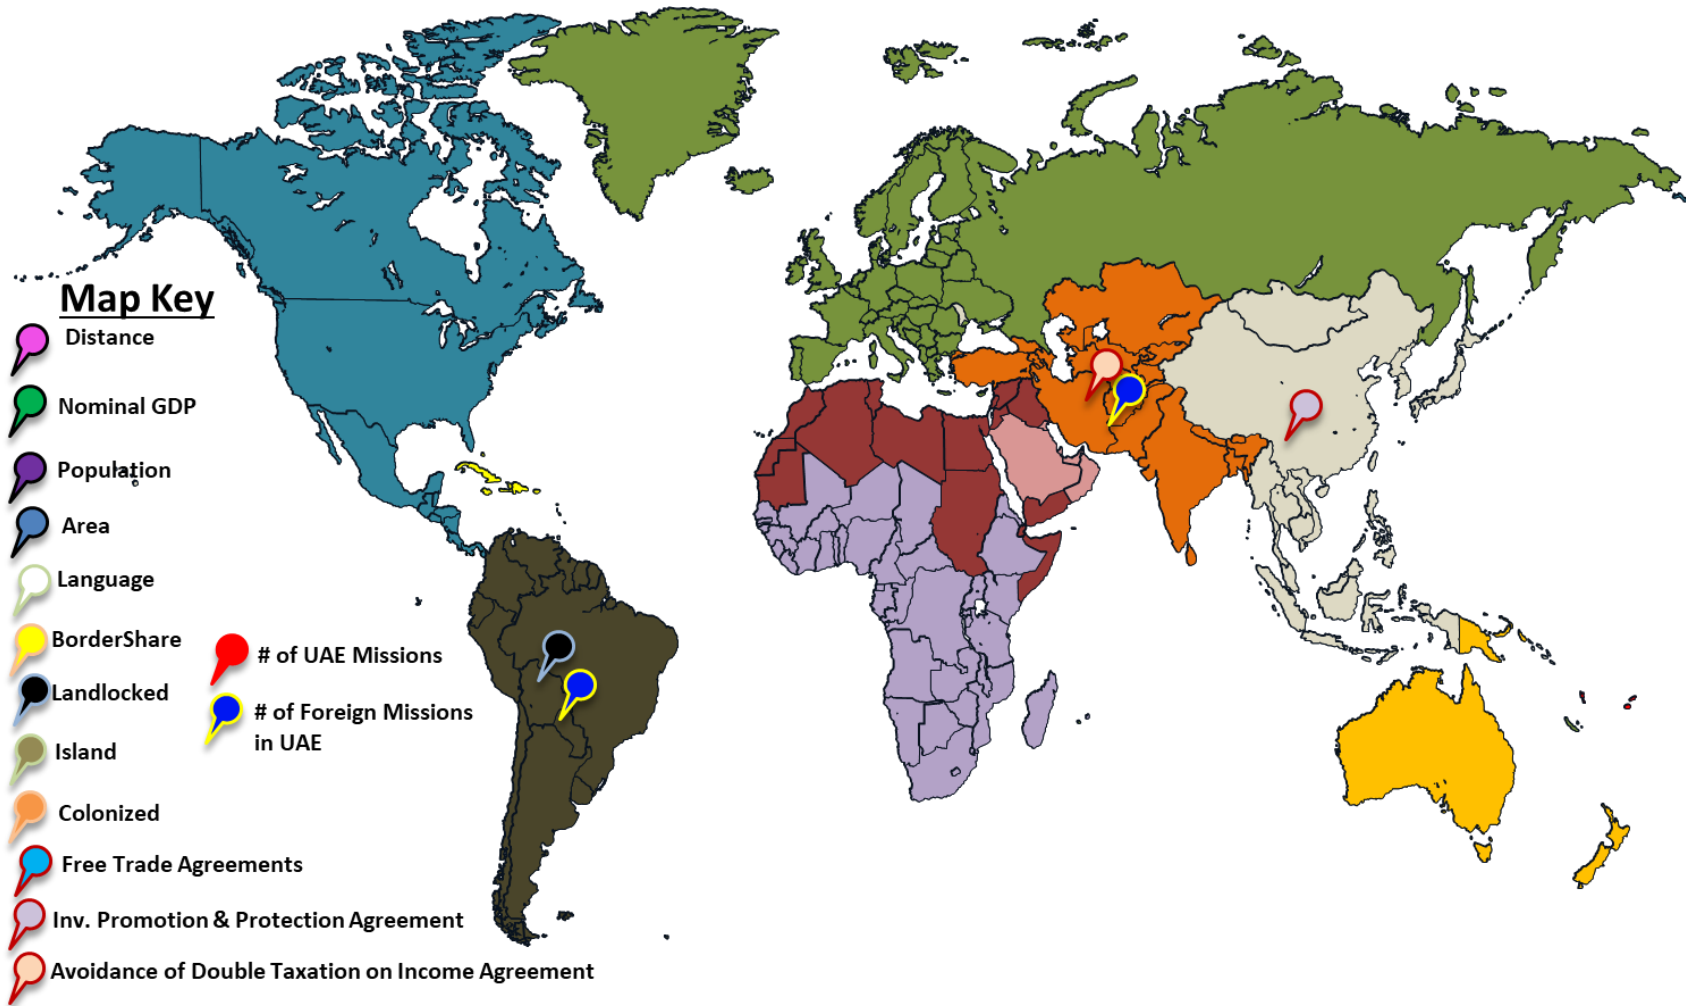 Map Key
Distance
Nominal GDP
Population
Area
Language
BorderShare
Landlocked
Island
Colonized
Free Trade Agreements
Inv. Promotion & Protection Agreement
Avoidance of Double Taxation on Income Agreement
# of UAE Missions
# of Foreign Missions
in UAE